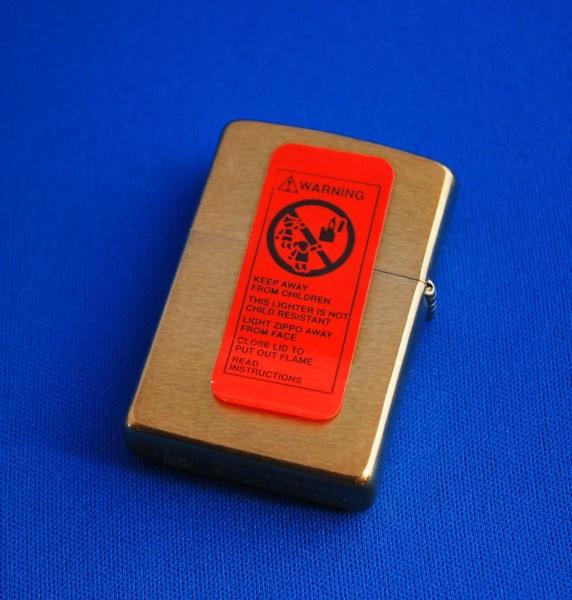 WARNING
KEEP AWAY
FROM CHILDREN
THIS LIGHTER IS NOT
CHILD RESISTANT
LIGHT ZIPPO AWAY
FROM FACE
CLOSE LID TO
PUT OUT FLAME
READ
INSTRUCTIONS